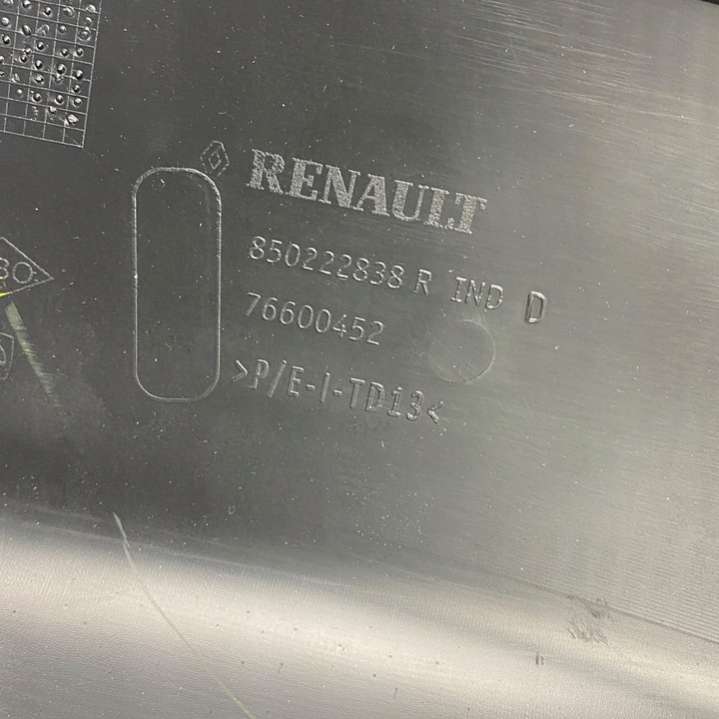 RENAULT
850222838 R IND D
76600452
>P/E-I-TD13<